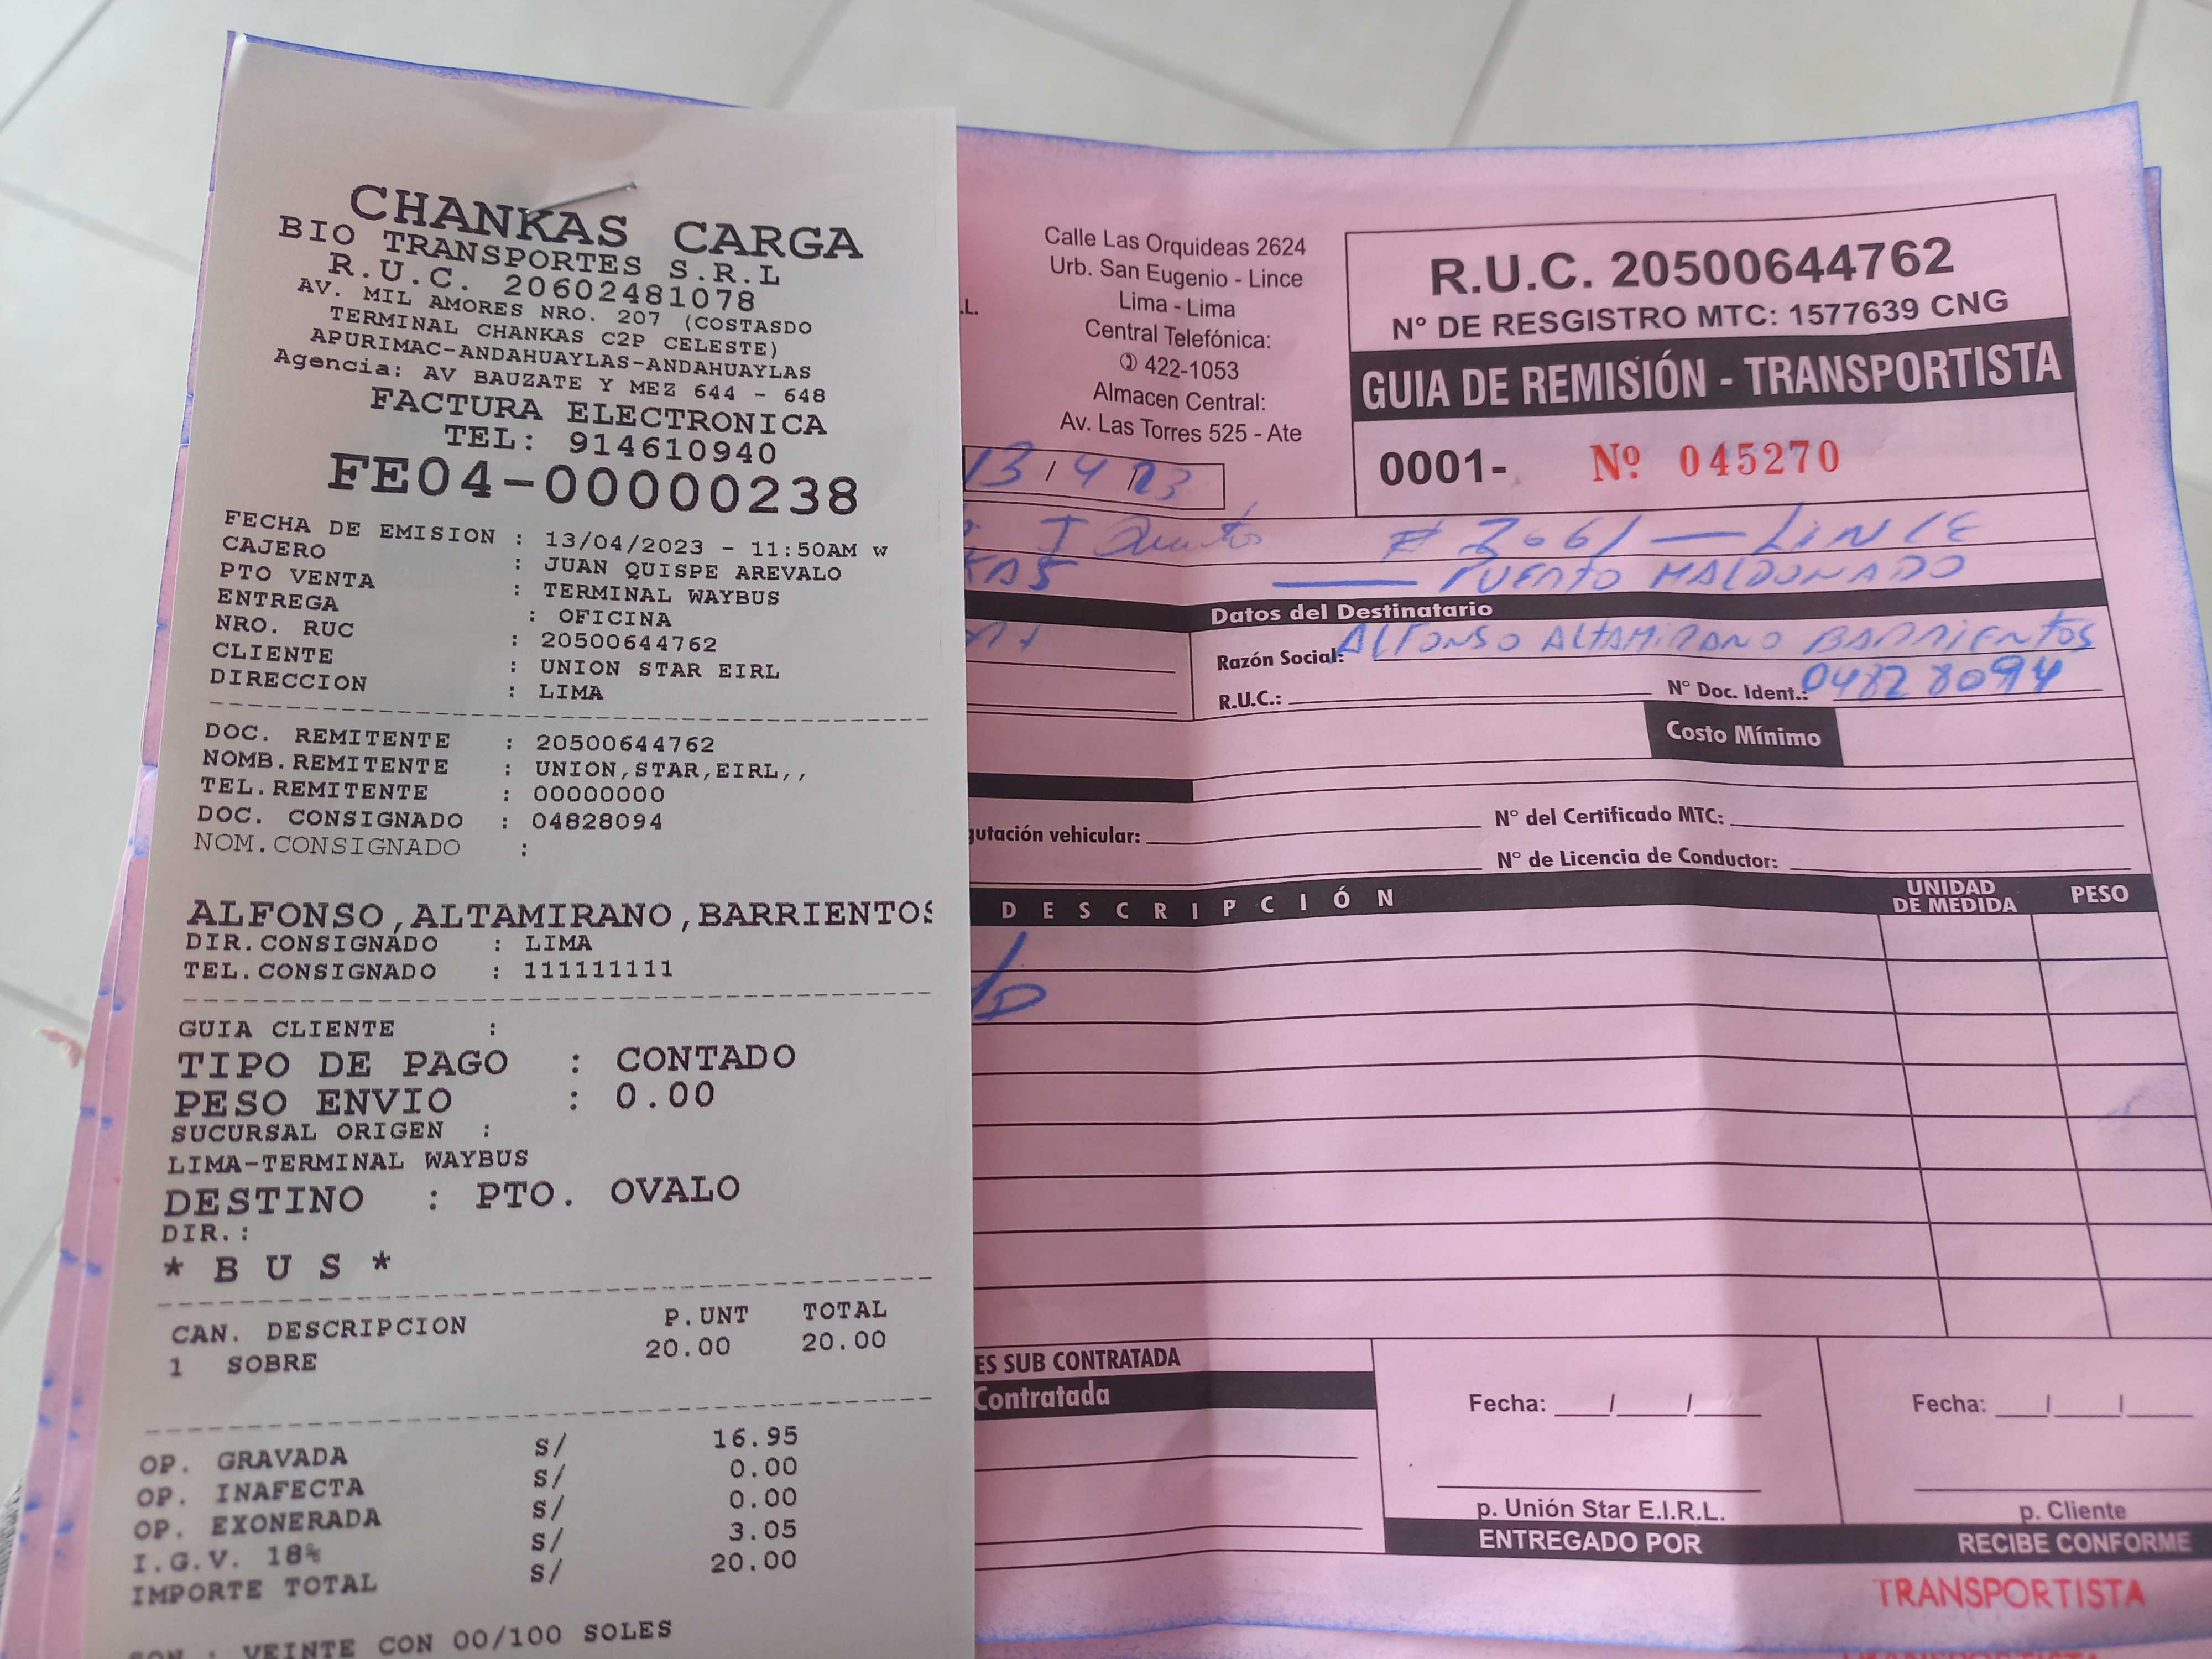 CHANKAS CARGA
BIO TRANSPORTES S.R.L
R.U.C. 20602481078
AV. MIL AMORES NRO. 207 (COSTASDO
TERMINAL CHANKAS C2P CELESTE)
APURIMAC-ANDAHUAYLAS-ANDAHUAYLAS
Agencia: AV BAUZATE Y MEZ 644 - 648
FACTURA ELECTRONICA
TEL: 914610940
FE04-00000238
FECHA DE EMISION : 13/04/2023 - 11:50AM W
CAJERO : JUAN QUISPE AREVALO
PTO VENTA : TERMINAL WAYBUS
ENTREGA : OFICINA
NRO. RUC : 20500644762
CLIENTE : UNION STAR EIRL
DIRECCION : LIMA
DOC. REMITENTE : 20500644762
NOMB.REMITENTE : UNION,STAR,EIRL,,
TEL.REMITENTE : 00000000
DOC. CONSIGNADO : 04828094
NOM.CONSIGNADO :
ALFONSO,ALTAMIRANO,BARRIENTOS
DIR.CONSIGNADO : LIMA
TEL.CONSIGNADO : 111111111
GUIA CLIENTE :
TIPO DE PAGO : CONTADO
PESO ENVIO : 0.00
SUCURSAL ORIGEN :
LIMA-TERMINAL WAYBUS
DESTINO : PTO. OVALO
DIR.:
* B U S *
CAN. DESCRIPCION P.UNT TOTAL
1 SOBRE 20.00 20.00
OP. GRAVADA S/ 16.95
OP. INAFECTA S/ 0.00
OP. EXONERADA S/ 0.00
I.G.V. 18% S/ 3.05
IMPORTE TOTAL S/ 20.00
SON : VEINTE CON 00/100 SOLES
.L.
Calle Las Orquideas 2624
Urb. San Eugenio - Lince
Lima - Lima
Central Telefónica:
422-1053
Almacen Central:
Av. Las Torres 525 - Ate
R.U.C. 20500644762
N° DE RESGISTRO MTC: 1577639 CNG
GUIA DE REMISIÓN - TRANSPORTISTA
0001- Nº 045270
13/4/23
# 3061 — LINCE
KAS — PUERTO MALDONADO
Datos del Destinatario
Razón Social: ALFONSO ALTAMIRANO BARRIENTOS
R.U.C.: N° Doc. Ident.: 04828094
Costo Mínimo
gutación vehicular: N° del Certificado MTC:
N° de Licencia de Conductor:
DESCRIPCIÓN UNIDAD DE MEDIDA PESO
ES SUB CONTRATADA
Contratada
Fecha: / / Fecha: / /
p. Unión Star E.I.R.L. p. Cliente
ENTREGADO POR RECIBE CONFORME
TRANSPORTISTA
TRANSPORTISTA